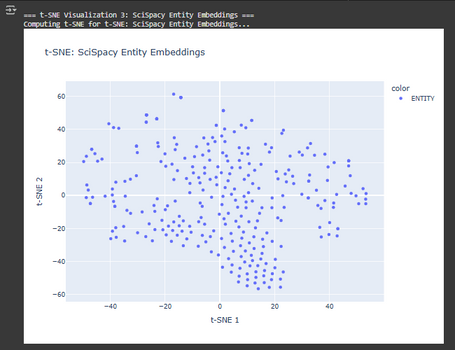 === t-SNE Visualization 3: SciSpacy Entity Embeddings ===
Computing t-SNE for t-SNE: SciSpacy Entity Embeddings...
t-SNE: SciSpacy Entity Embeddings
color
ENTITY
60
40
20
0
−20
−40
−60
t-SNE 2
−40
−20
0
20
40
t-SNE 1